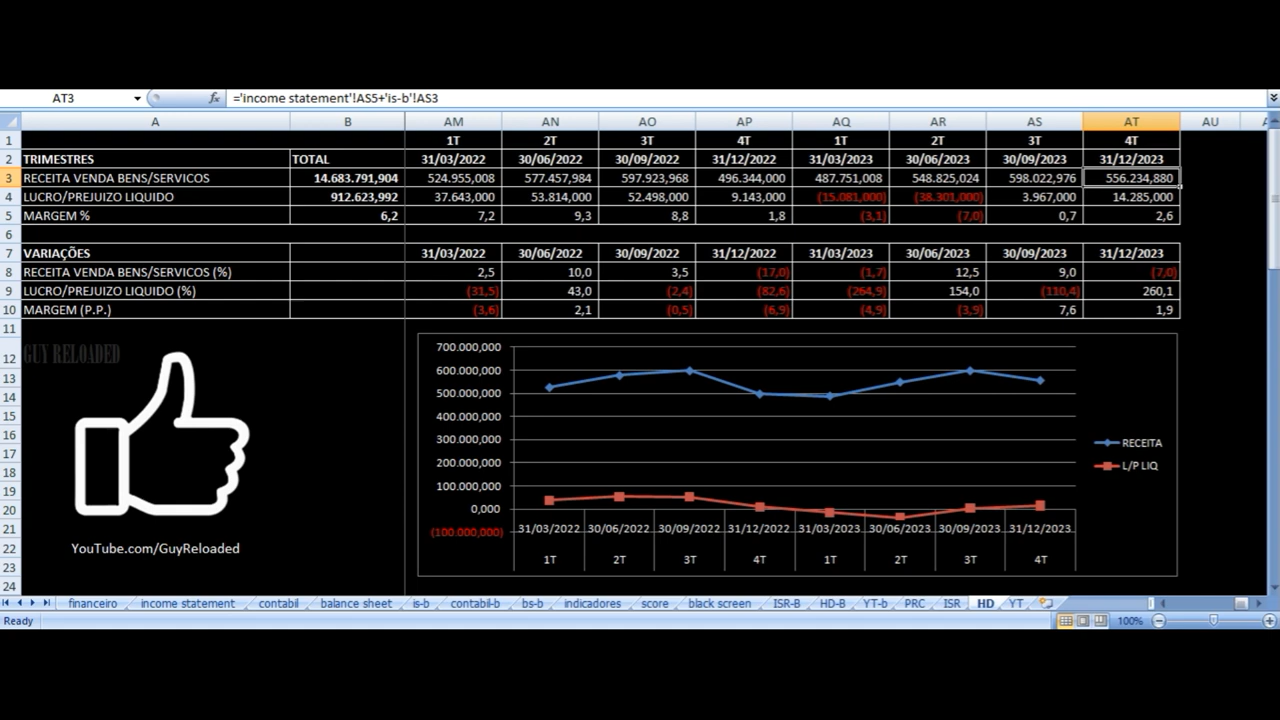 AT3 fx ='income statement'!AS5+'is-b'!AS3
A B AM AN AO AP AQ AR AS AT AU
1 1T 2T 3T 4T 1T 2T 3T 4T
2 TRIMESTRES TOTAL 31/03/2022 30/06/2022 30/09/2022 31/12/2022 31/03/2023 30/06/2023 30/09/2023 31/12/2023
3 RECEITA VENDA BENS/SERVICOS 14.683.791,904 524.955,008 577.457,984 597.923,968 496.344,000 487.751,008 548.825,024 598.022,976 556.234,880
4 LUCRO/PREJUIZO LIQUIDO 912.623,992 37.643,000 53.814,000 52.498,000 9.143,000 (15.081,000) (38.301,000) 3.967,000 14.285,000
5 MARGEM % 6,2 7,2 9,3 8,8 1,8 (3,1) (7,0) 0,7 2,6
6
7 VARIAÇÕES 31/03/2022 30/06/2022 30/09/2022 31/12/2022 31/03/2023 30/06/2023 30/09/2023 31/12/2023
8 RECEITA VENDA BENS/SERVICOS (%) 2,5 10,0 3,5 (17,0) (1,7) 12,5 9,0 (7,0)
9 LUCRO/PREJUIZO LIQUIDO (%) (31,5) 43,0 (2,4) (82,6) (264,9) 154,0 (110,4) 260,1
10 MARGEM (P.P.) (3,6) 2,1 (0,5) (6,9) (4,9) (3,9) 7,6 1,9
11
12 GUY RELOADED
13
14
15
16
17
18
19
20
21
22 YouTube.com/GuyReloaded
23
24
700.000,000
600.000,000
500.000,000
400.000,000
300.000,000
200.000,000
100.000,000
0,000
(100.000,000)
31/03/2022 30/06/2022 30/09/2022 31/12/2022 31/03/2023 30/06/2023 30/09/2023 31/12/2023
1T 2T 3T 4T 1T 2T 3T 4T
RECEITA
L/P LIQ
financeiro income statement contabil balance sheet is-b contabil-b bs-b indicadores score black screen ISR-B HD-B YT-b PRC ISR HD YT
Ready 100%